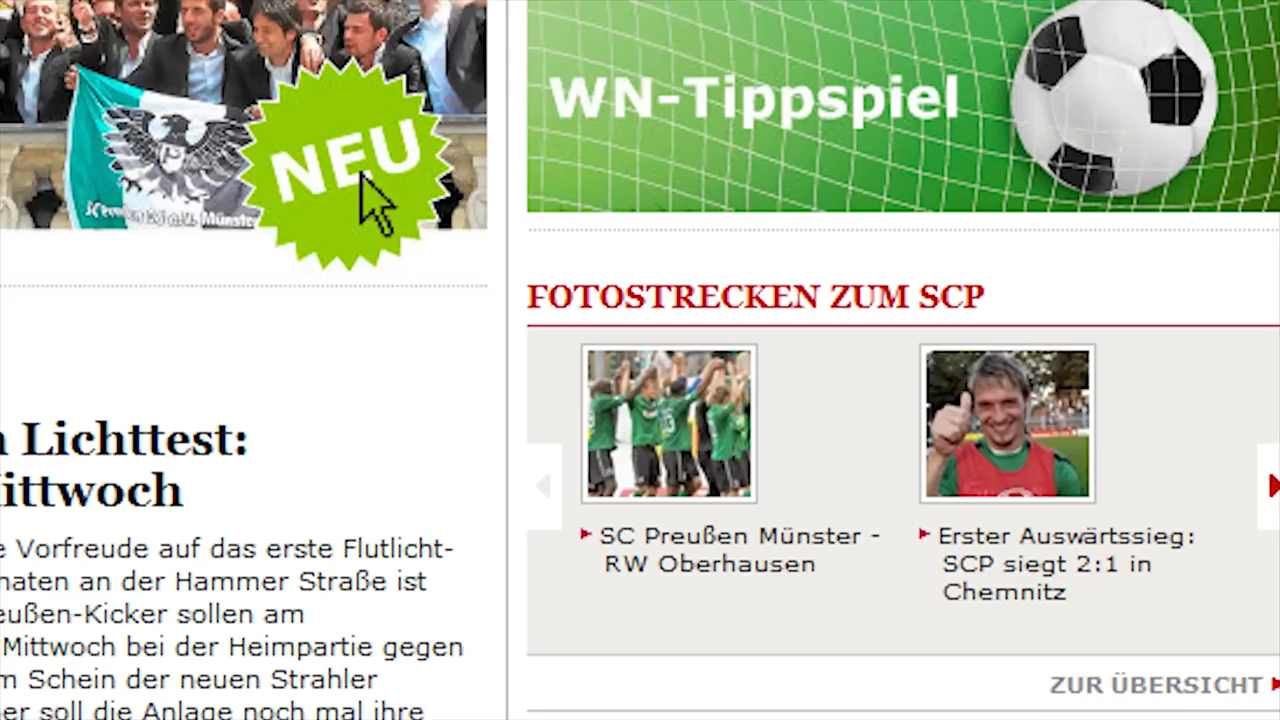 NEU
Münster
n Lichttest:
ittwoch
e Vorfreude auf das erste Flutlicht-
naten an der Hammer Straße ist
eußen-Kicker sollen am
Mittwoch bei der Heimpartie gegen
m Schein der neuen Strahler
er soll die Anlage noch mal ihre
WN-Tippspiel
FOTOSTRECKEN ZUM SCP
SC Preußen Münster -
RW Oberhausen
Erster Auswärtssieg:
SCP siegt 2:1 in
Chemnitz
ZUR ÜBERSICHT